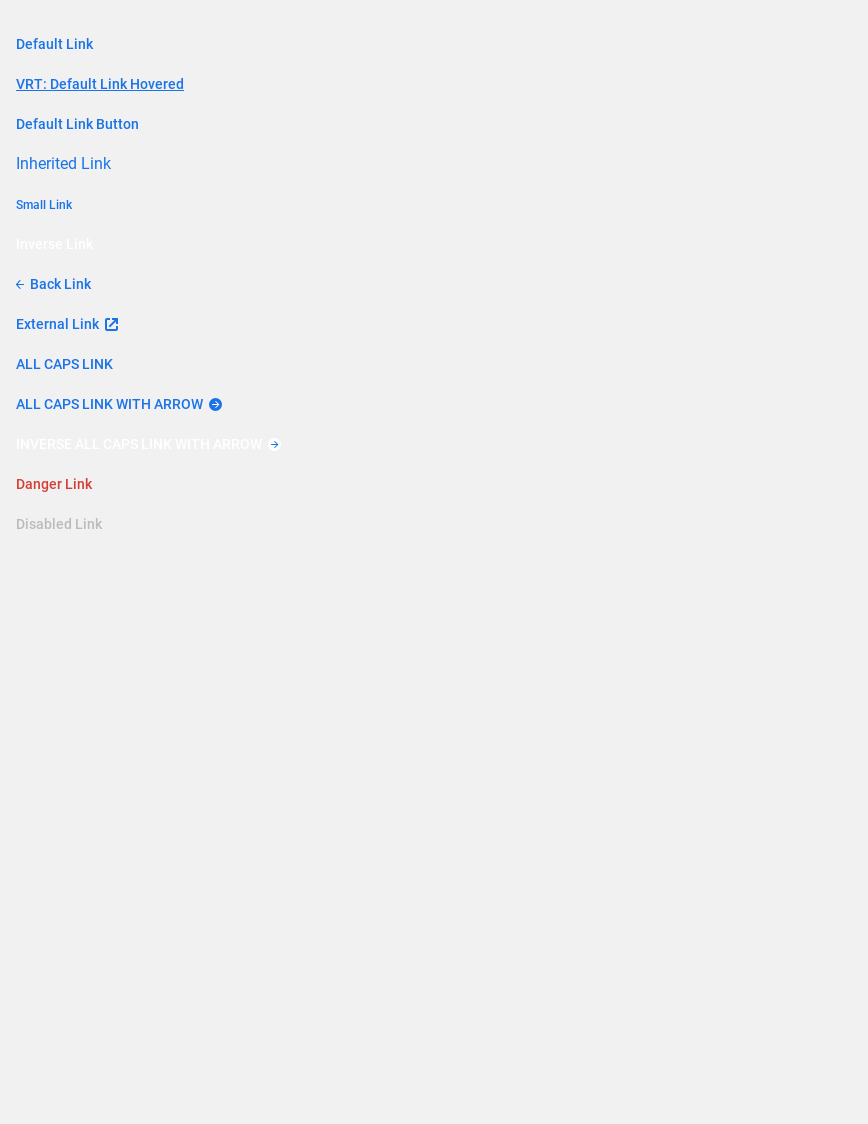 Default Link
VRT: Default Link Hovered
Default Link Button
Inherited Link
Small Link
Inverse Link
Back Link
External Link
ALL CAPS LINK
ALL CAPS LINK WITH ARROW
INVERSE ALL CAPS LINK WITH ARROW
Danger Link
Disabled Link